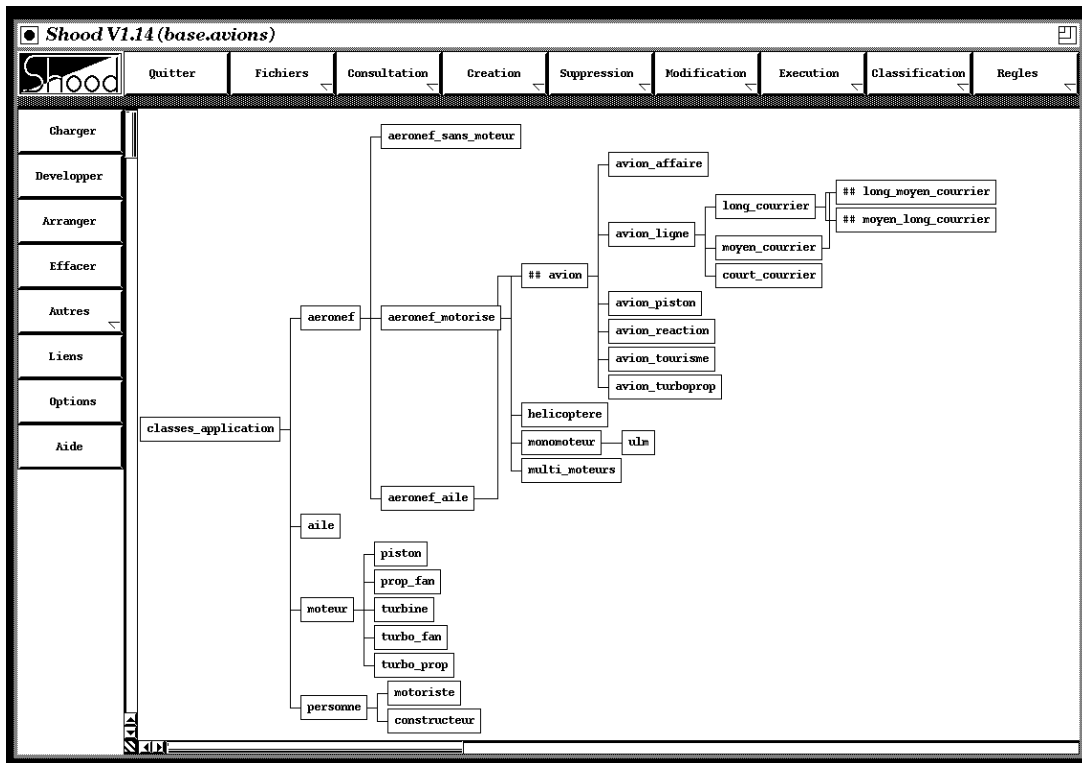 Shood V1.14 (base.avions)
Shood
Quitter
Fichiers
Consultation
Creation
Suppression
Modification
Execution
Classification
Regles
Charger
Developper
Arranger
Effacer
Autres
Liens
Options
Aide
classes_application
aeronef
aeronef_sans_moteur
aeronef_motorise
aeronef_aile
## avion
avion_affaire
avion_ligne
long_courrier
## long_moyen_courrier
## moyen_long_courrier
moyen_courrier
court_courrier
avion_piston
avion_reaction
avion_tourisme
avion_turboprop
helicoptere
monomoteur
ulm
multi_moteurs
aile
moteur
piston
prop_fan
turbine
turbo_fan
turbo_prop
personne
motoriste
constructeur